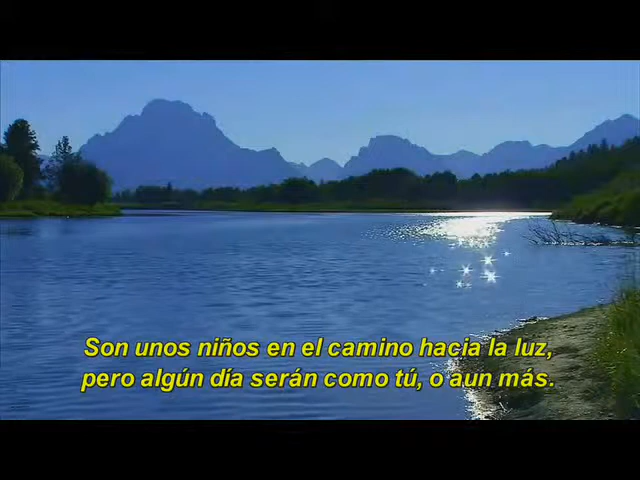 Son unos niños en el camino hacia la luz,
pero algún día serán como tú, o aun más.